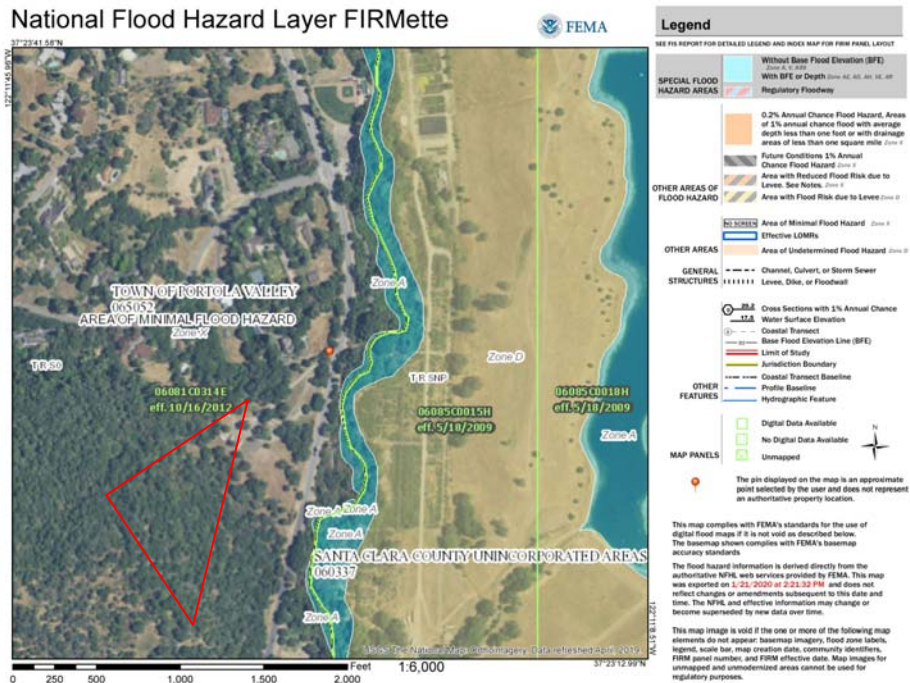 National Flood Hazard Layer FIRMette
FEMA
Legend
37°23'41.58"N
SEE FIS REPORT FOR DETAILED LEGEND AND INDEX MAP FOR FIRM PANEL LAYOUT
122°11'45.96"W
SPECIAL FLOOD
HAZARD AREAS
Without Base Flood Elevation (BFE)
Zone A, V, A99
With BFE or Depth Zone AE, AO, AH, VE, AR
Regulatory Floodway
OTHER AREAS OF
FLOOD HAZARD
0.2% Annual Chance Flood Hazard, Areas
of 1% annual chance flood with average
depth less than one foot or with drainage
areas of less than one square mile Zone X
Future Conditions 1% Annual
Chance Flood Hazard Zone X
Area with Reduced Flood Risk due to
Levee. See Notes. Zone X
Area with Flood Risk due to Levee Zone D
OTHER AREAS
NO SCREEN Area of Minimal Flood Hazard Zone X
Effective LOMRs
Area of Undetermined Flood Hazard Zone D
GENERAL
STRUCTURES
Channel, Culvert, or Storm Sewer
Levee, Dike, or Floodwall
OTHER
FEATURES
20.2 Cross Sections with 1% Annual Chance
17.5 Water Surface Elevation
Coastal Transect
Base Flood Elevation Line (BFE)
Limit of Study
Jurisdiction Boundary
Coastal Transect Baseline
Profile Baseline
Hydrographic Feature
MAP PANELS
Digital Data Available
No Digital Data Available
Unmapped
N
The pin displayed on the map is an approximate
point selected by the user and does not represent
an authoritative property location.
This map complies with FEMA's standards for the use of
digital flood maps if it is not void as described below.
The basemap shown complies with FEMA's basemap
accuracy standards
The flood hazard information is derived directly from the
authoritative NFHL web services provided by FEMA. This map
was exported on 1/21/2020 at 2:21:32 PM and does not
reflect changes or amendments subsequent to this date and
time. The NFHL and effective information may change or
become superseded by new data over time.
This map image is void if the one or more of the following map
elements do not appear: basemap imagery, flood zone labels,
legend, scale bar, map creation date, community identifiers,
FIRM panel number, and FIRM effective date. Map images for
unmapped and unmodernized areas cannot be used for
regulatory purposes.
Zone A
TOWN OF PORTOLA VALLEY
065052
AREA OF MINIMAL FLOOD HAZARD
Zone X
Zone D
T R S0
T R SNP
06081C0314E
eff. 10/16/2012
06085C0015H
eff. 5/18/2009
06085C0018H
eff. 5/18/2009
Zone A
Zone A
Zone A
Zone A
SANTA CLARA COUNTY UNINCORPORATED AREAS
060337
Zone A
122°11'8.51"W
USGS The National Map: Orthoimagery. Data refreshed April, 2019.
37°23'12.99"N
0 250 500 1,000 1,500 2,000 Feet 1:6,000